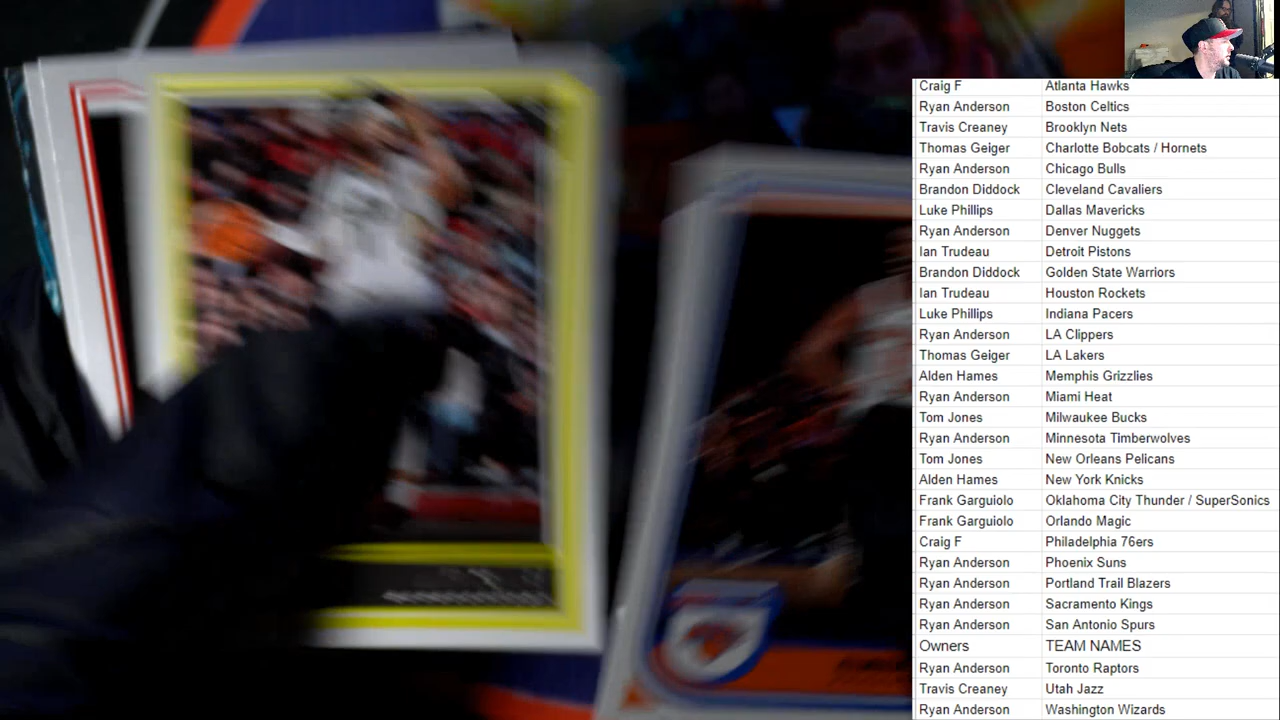 Craig F Atlanta Hawks
Ryan Anderson Boston Celtics
Travis Creaney Brooklyn Nets
Thomas Geiger Charlotte Bobcats / Hornets
Ryan Anderson Chicago Bulls
Brandon Diddock Cleveland Cavaliers
Luke Phillips Dallas Mavericks
Ryan Anderson Denver Nuggets
Ian Trudeau Detroit Pistons
Brandon Diddock Golden State Warriors
Ian Trudeau Houston Rockets
Luke Phillips Indiana Pacers
Ryan Anderson LA Clippers
Thomas Geiger LA Lakers
Alden Hames Memphis Grizzlies
Ryan Anderson Miami Heat
Tom Jones Milwaukee Bucks
Ryan Anderson Minnesota Timberwolves
Tom Jones New Orleans Pelicans
Alden Hames New York Knicks
Frank Garguiolo Oklahoma City Thunder / SuperSonics
Frank Garguiolo Orlando Magic
Craig F Philadelphia 76ers
Ryan Anderson Phoenix Suns
Ryan Anderson Portland Trail Blazers
Ryan Anderson Sacramento Kings
Ryan Anderson San Antonio Spurs
Owners TEAM NAMES
Ryan Anderson Toronto Raptors
Travis Creaney Utah Jazz
Ryan Anderson Washington Wizards